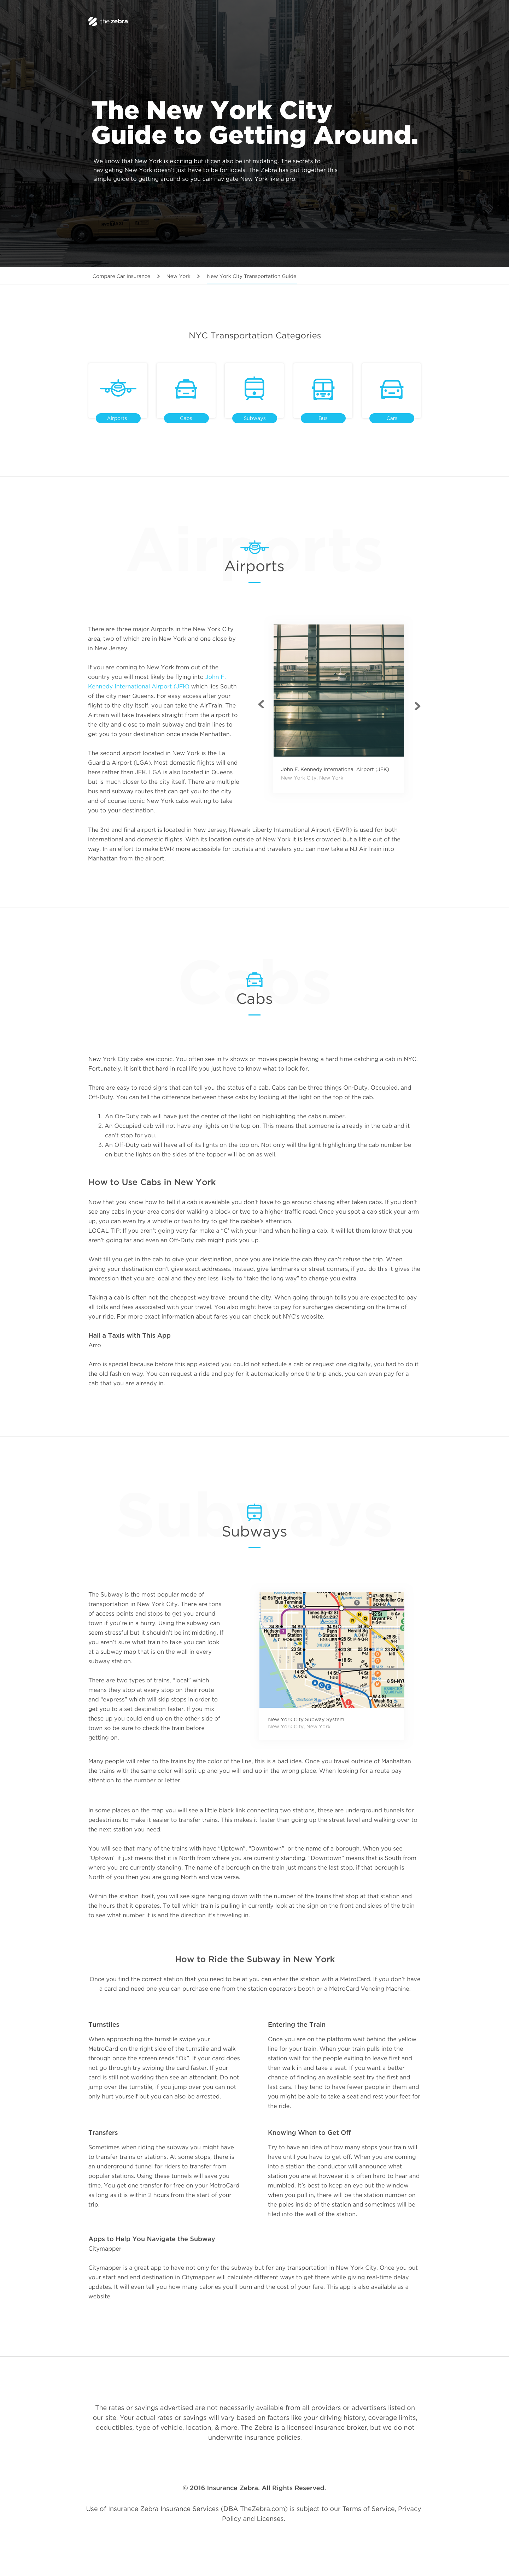 the zebra
The New York City
Guide to Getting Around.
We know that New York is exciting but it can also be intimidating. The secrets to
navigating New York doesn't just have to be for locals. The Zebra has put together this
simple guide to getting around so you can navigate New York like a pro.
Compare Car Insurance > New York > New York City Transportation Guide
NYC Transportation Categories
Airports Cabs Subways Bus Cars
Airports
Airports
There are three major Airports in the New York City
area, two of which are in New York and one close by
in New Jersey.
If you are coming to New York from out of the
country you will most likely be flying into John F.
Kennedy International Airport (JFK) which lies South
of the city near Queens. For easy access after your
flight to the city itself, you can take the AirTran. The
Airtrain will take travelers straight from the airport to
the city and close to main subway and train lines to
get you to your destination once inside Manhattan.
The second airport located in New York is the La
Guardia Airport (LGA). Most domestic flights will end
here rather than JFK. LGA is also located in Queens
but is much closer to the city itself. There are multiple
bus and subway routes that can get you to the city
and of course iconic New York cabs waiting to take
you to your destination.
John F. Kennedy International Airport (JFK)
New York City, New York
The 3rd and final airport is located in New Jersey, Newark Liberty International Airport (EWR) is used for both
international and domestic flights. With its location outside of New York it is less crowded but a little out of the
way. In an effort to make EWR more accessible for tourists and travelers you can now take a NJ AirTrain into
Manhattan from the airport.
Cabs
Cabs
New York City cabs are iconic. You often see in tv shows or movies people having a hard time catching a cab in NYC.
Fortunately, it isn't that hard in real life you just have to know what to look for.
There are easy to read signs that can tell you the status of a cab. Cabs can be three things On-Duty, Occupied, and
Off-Duty. You can tell the difference between these cabs by looking at the light on the top of the cab.
1. An On-Duty cab will have just the center of the light on highlighting the cabs number.
2. An Occupied cab will not have any lights on the top on. This means that someone is already in the cab and it
can't stop for you.
3. An Off-Duty cab will have all of its lights on the top on. Not only will the light highlighting the cab number be
on but the lights on the sides of the topper will be on as well.
How to Use Cabs in New York
Now that you know how to tell if a cab is available you don't have to go around chasing after taken cabs. If you don't
see any cabs in your area consider walking a block or two to a higher traffic road. Once you spot a cab stick your arm
up, you can even try a whistle or two to try to get the cabbie's attention.
LOCAL TIP: If you aren't going very far make a "C' with your hand when hailing a cab. It will let them know that you
aren't going far and even an Off-Duty cab might pick you up.
Wait till you get in the cab to give your destination, once you are inside the cab they can't refuse the trip. When
giving your destination don't give exact addresses. Instead, give landmarks or street corners, if you do this it gives the
impression that you are local and they are less likely to "take the long way" to charge you extra.
Taking a cab is often not the cheapest way travel around the city. When going through tolls you are expected to pay
all tolls and fees associated with your travel. You also might have to pay for surcharges depending on the time of
your ride. For more exact information about fares you can check out NYC's website.
Hail a Taxis with This App
Arro
Arro is special because before this app existed you could not schedule a cab or request one digitally, you had to do it
the old fashion way. You can request a ride and pay for it automatically once the trip ends, you can even pay for a
cab that you are already in.
Subways
Subways
The Subway is the most popular mode of
transportation in New York City. There are tons
of access points and stops to get you around
town if you're in a hurry. Using the subway can
seem stressful but it shouldn't be intimidating. If
you aren't sure what train to take you can look
at a subway map that is on the wall in every
subway station.
There are two types of trains, "local" which
means they stop at every stop on their route
and "express" which will skip stops in order to
get you to a set destination faster. If you mix
these up you could end up on the other side of
town so be sure to check the train before
getting on.
New York City Subway System
New York City, New York
Many people will refer to the trains by the color of the line, this is a bad idea. Once you travel outside of Manhattan
the trains with the same color will split up and you will end up in the wrong place. When looking for a route pay
attention to the number or letter.
In some places on the map you will see a little black link connecting two stations, these are underground tunnels for
pedestrians to make it easier to transfer trains. This makes it faster than going up the street level and walking over to
the next station you need.
You will see that many of the trains with have "Uptown", "Downtown", or the name of a borough. When you see
"Uptown" it just means that it is North from where you are currently standing. "Downtown" means that is South from
where you are currently standing. The name of a borough on the train just means the last stop, if that borough is
North of you then you are going North and vice versa.
Within the station itself, you will see signs hanging down with the number of the trains that stop at that station and
the hours that it operates. To tell which train is pulling in currently look at the sign on the front and sides of the train
to see what number it is and the direction it's traveling in.
How to Ride the Subway in New York
Once you find the correct station that you need to be at you can enter the station with a MetroCard. If you don't have
a card and need one you can purchase one from the station operators booth or a MetroCard Vending Machine.
Turnstiles
When approaching the turnstile swipe your
MetroCard on the right side of the turnstile and walk
through once the screen reads "Ok". If your card does
not go through try swiping the card faster. If your
card is still not working then see an attendant. Do not
jump over the turnstile, if you jump over you can not
only hurt yourself but you can also be arrested.
Entering the Train
Once you are on the platform wait behind the yellow
line for your train. When your train pulls into the
station wait for the people exiting to leave first and
then walk in and take a seat. If you want a better
chance of finding an available seat try the first and
last cars. They tend to have fewer people in them and
you might be able to take a seat and rest your feet for
the ride.
Transfers
Sometimes when riding the subway you might have
to transfer trains or stations. At some stops, there is
an underground tunnel for riders to transfer from
popular stations. Using these tunnels will save you
time. You get one transfer for free on your MetroCard
as long as it is within 2 hours from the start of your
trip.
Knowing When to Get Off
Try to have an idea of how many stops your train will
have until you have to get off. When you are coming
into a station the conductor will announce what
station you are at however it is often hard to hear and
mumbled. It's best to keep an eye out the window
when you pull in, there will be the station number on
the poles inside of the station and sometimes will be
tiled into the wall of the station.
Apps to Help You Navigate the Subway
Citymapper
Citymapper is a great app to have not only for the subway but for any transportation in New York City. Once you put
your start and end destination in Citymapper will calculate different ways to get there while giving real-time delay
updates. It will even tell you how many calories you'll burn and the cost of your fare. This app is also available as a
website.
The rates or savings advertised are not necessarily available from all providers or advertisers listed on
our site. Your actual rates or savings will vary based on factors like your driving history, coverage limits,
deductibles, type of vehicle, location, & more. The Zebra is a licensed insurance broker, but we do not
underwrite insurance policies.
© 2016 Insurance Zebra. All Rights Reserved.
Use of Insurance Zebra Insurance Services (DBA TheZebra.com) is subject to our Terms of Service, Privacy
Policy and Licenses.